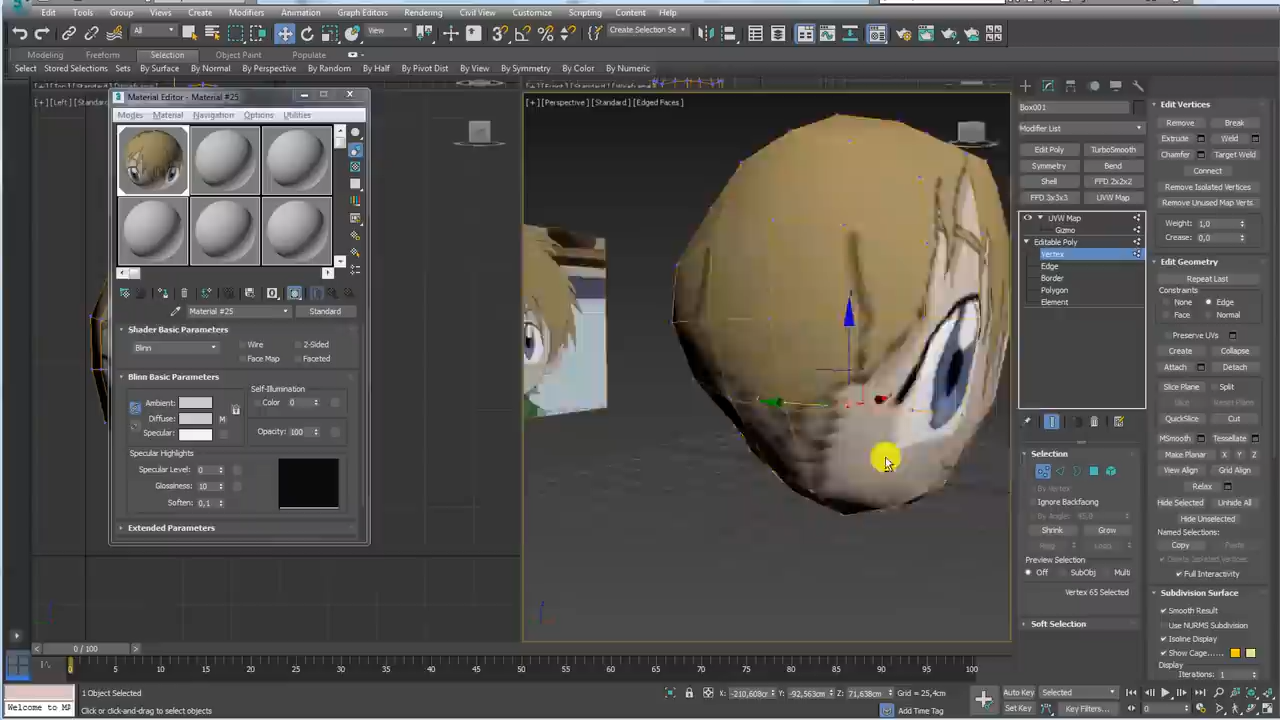 Edit Tools Group Views Create Modifiers Animation Graph Editors Rendering Civil View Customize Scripting Content Help
All View Create Selection Se
Modeling Freeform Selection Object Paint Populate
Select Stored Selections Sets By Surface By Normal By Perspective By Random By Half By Pivot Dist By View By Symmetry By Color By Numeric
Material Editor - Material #25
Modes Material Navigation Options Utilities
Material #25 Standard
Shader Basic Parameters
Blinn Wire 2-Sided
Face Map Faceted
Blinn Basic Parameters
Self-Illumination
Ambient: Color 0
Diffuse: M
Specular: Opacity: 100
Specular Highlights
Specular Level: 0
Glossiness: 10
Soften: 0,1
Extended Parameters
[+] [Perspective] [Standard] [Edged Faces]
Box001
Modifier List
Edit Poly TurboSmooth
Symmetry Bend
Shell FFD 2x2x2
FFD 3x3x3 UVW Map
UVW Map
Gizmo
Editable Poly
Vertex
Edge
Border
Polygon
Element
Selection
By Vertex
Ignore Backfacing
By Angle: 45,0
Shrink Grow
Ring Loop
Preview Selection
Off SubObj Multi
Vertex 65 Selected
Soft Selection
Edit Vertices
Remove Break
Extrude Weld
Chamfer Target Weld
Connect
Remove Isolated Vertices
Remove Unused Map Verts
Weight: 1,0
Crease: 0,0
Edit Geometry
Repeat Last
Constraints
None Edge
Face Normal
Preserve UVs
Create Collapse
Attach Detach
Slice Plane Split
Slice Reset Plane
QuickSlice Cut
MSmooth Tessellate
Make Planar X Y Z
View Align Grid Align
Relax
Hide Selected Unhide All
Hide Unselected
Named Selections:
Copy Paste
Delete Isolated Vertices
Full Interactivity
Subdivision Surface
Smooth Result
Use NURMS Subdivision
Isoline Display
Show Cage......
Display
Iterations: 1
0 / 100
0 5 10 15 20 25 30 35 40 45 50 55 60 65 70 75 80 85 90 95 100
1 Object Selected
Click or click-and-drag to select objects
Welcome to MA
X: -210,608cm Y: -92,563cm Z: 71,638cm Grid = 25,4cm
Add Time Tag
Auto Key Selected
Set Key Key Filters...
0